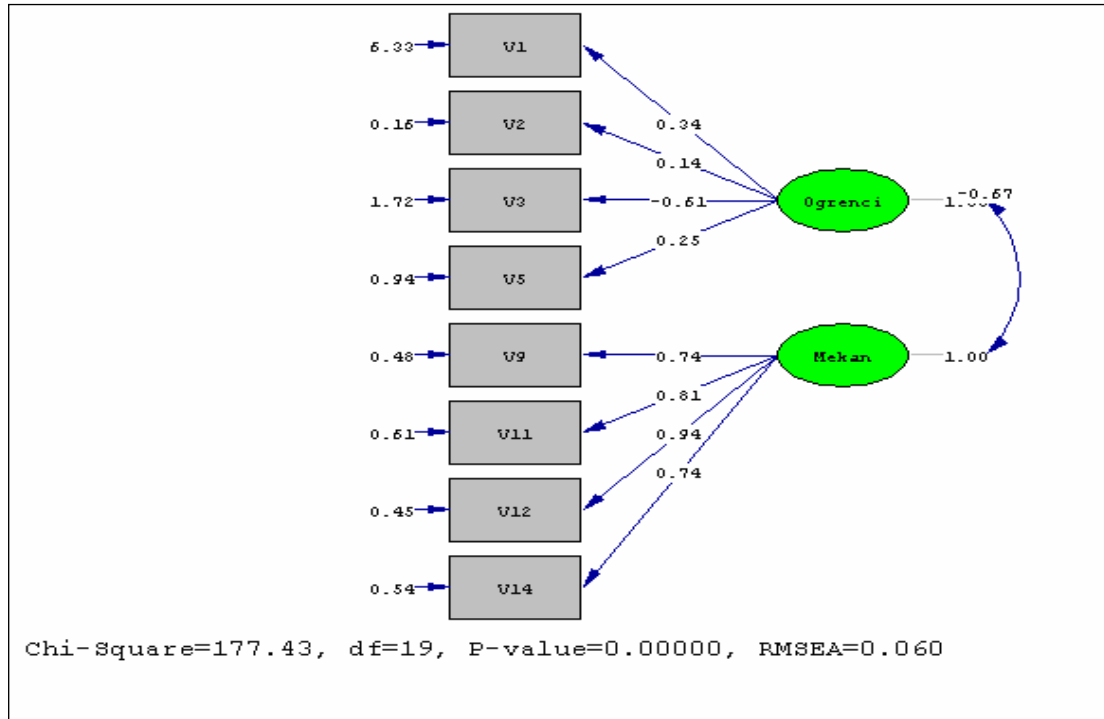 6.33 V1
0.34
0.16 V2
0.14
1.72 V3 -0.61 Ogrenci -0.67
0.25
0.94 V5
0.48 V9 0.74 Mekan 1.00
0.81
0.61 V11
0.94
0.74
0.45 V12
0.54 V14
Chi-Square=177.43, df=19, P-value=0.00000, RMSEA=0.060